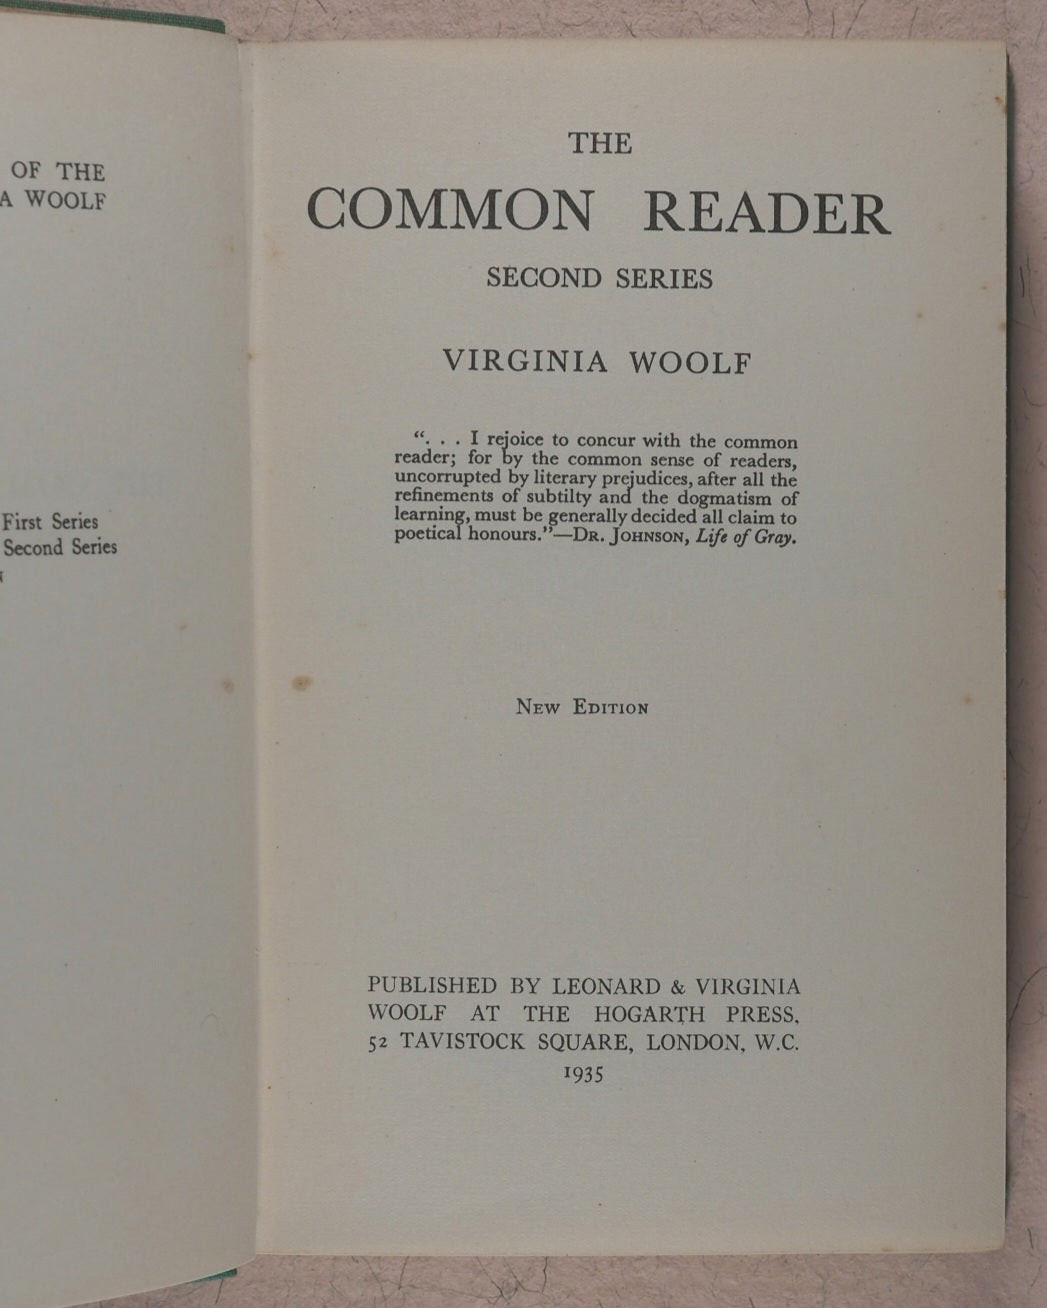 OF THE
A WOOLF
First Series
Second Series
THE
COMMON READER
SECOND SERIES
VIRGINIA WOOLF
“. . . I rejoice to concur with the common
reader; for by the common sense of readers,
uncorrupted by literary prejudices, after all the
refinements of subtilty and the dogmatism of
learning, must be generally decided all claim to
poetical honours.”—Dr. Johnson, Life of Gray.
New Edition
PUBLISHED BY LEONARD & VIRGINIA
WOOLF AT THE HOGARTH PRESS,
52 TAVISTOCK SQUARE, LONDON, W.C.
1935